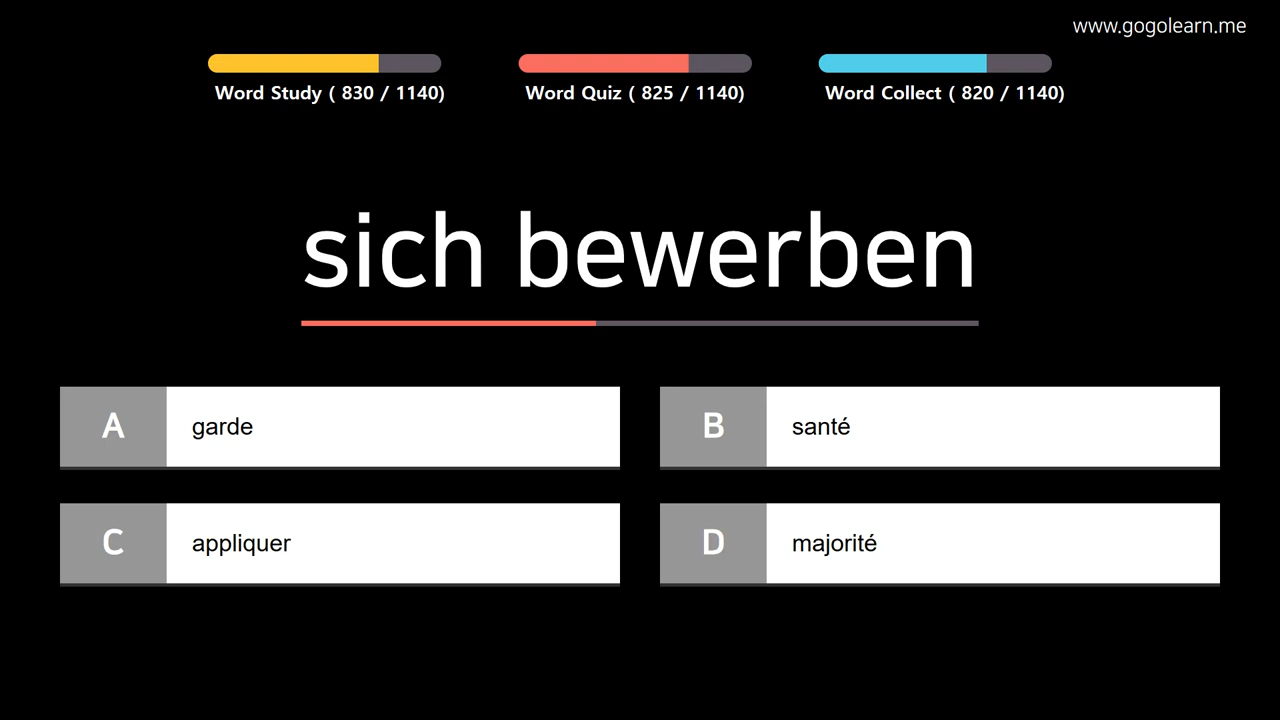 www.gogolearn.me
Word Study ( 830 / 1140)
Word Quiz ( 825 / 1140)
Word Collect ( 820 / 1140)
sich bewerben
A garde
B santé
C appliquer
D majorité